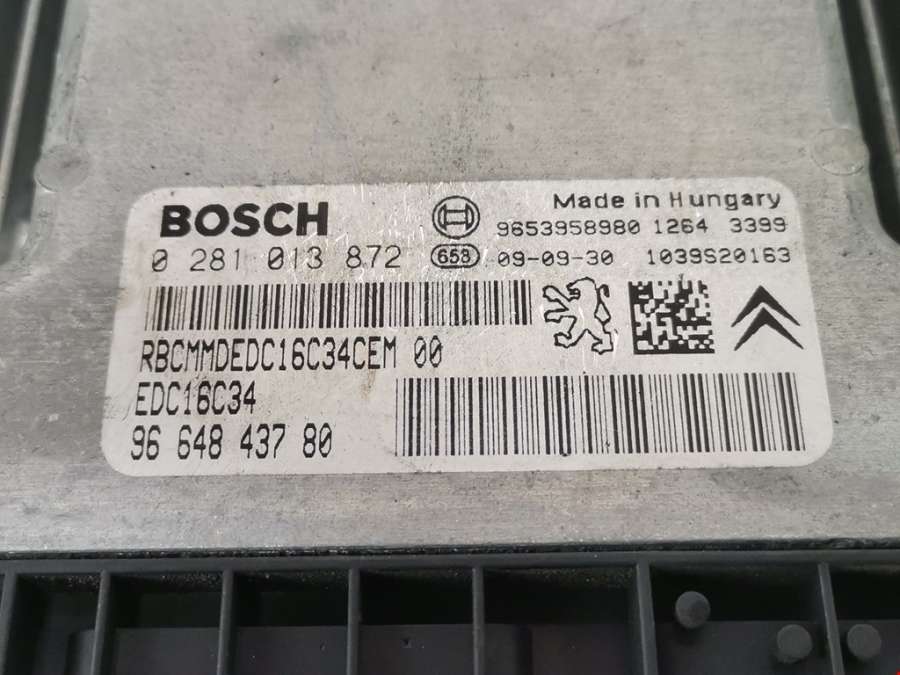 BOSCH
Made in Hungary
9653958980 1264 3399
0 281 013 872 658 09-09-30 1039S20163
RBCMMDEDC16C34CEM 00
EDC16C34
96 648 437 80